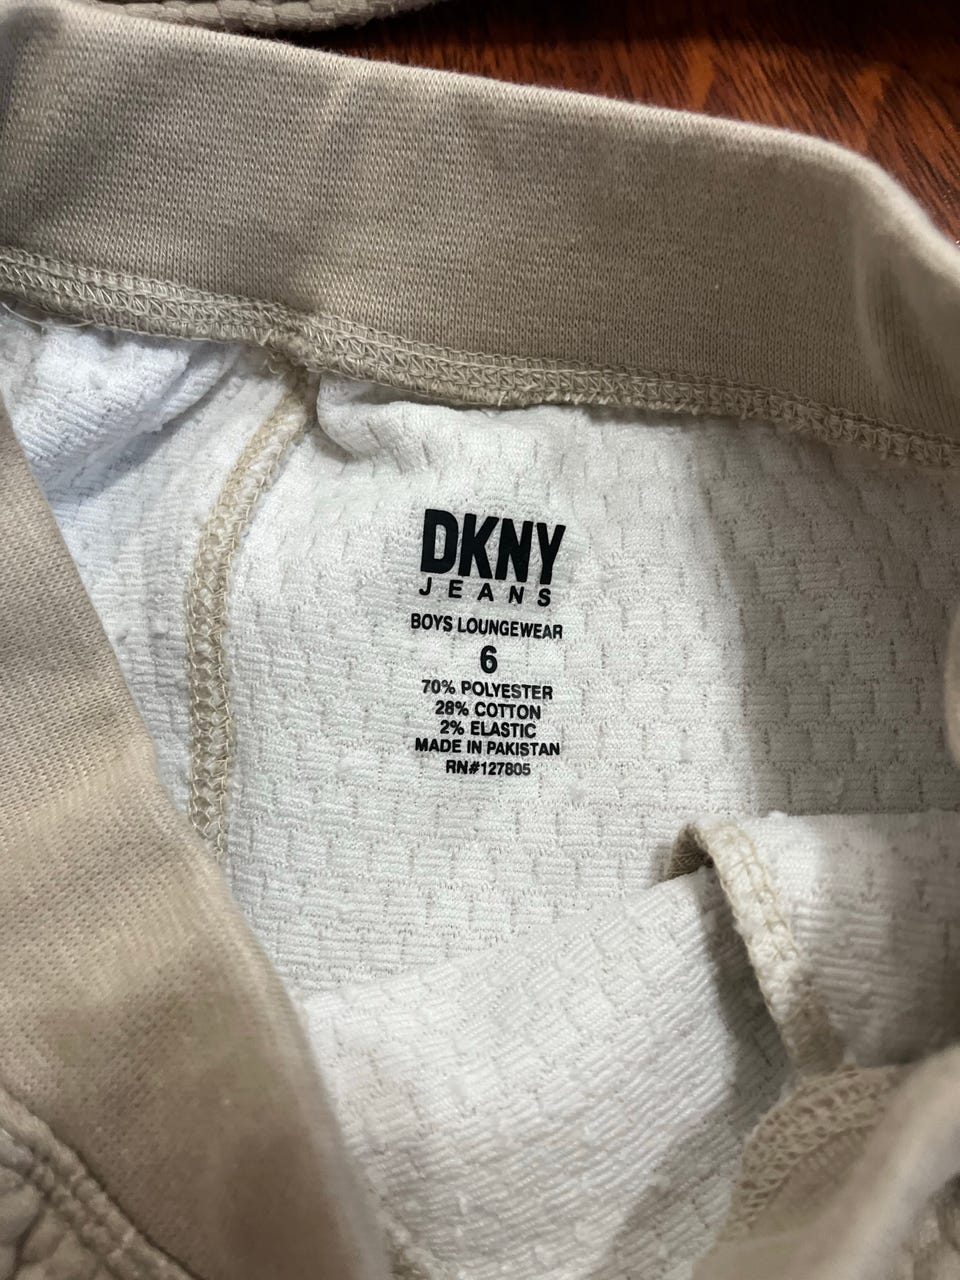 DKNY
JEANS
BOYS LOUNGEWEAR
6
70% POLYESTER
28% COTTON
2% ELASTIC
MADE IN PAKISTAN
RN#127805